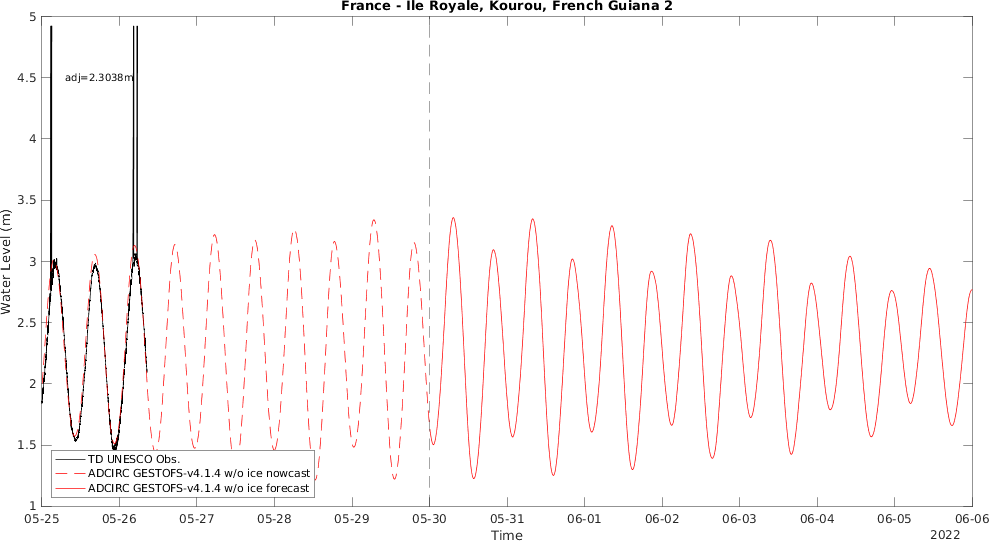 France - Ile Royale, Kourou, French Guiana 2
5
4.5
4
3.5
3
2.5
2
1.5
1
Water Level (m)
adj=2.3038m
TD UNESCO Obs.
ADCIRC GESTOFS-v4.1.4 w/o ice nowcast
ADCIRC GESTOFS-v4.1.4 w/o ice forecast
05-25 05-26 05-27 05-28 05-29 05-30 05-31 06-01 06-02 06-03 06-04 06-05 06-06
Time
2022